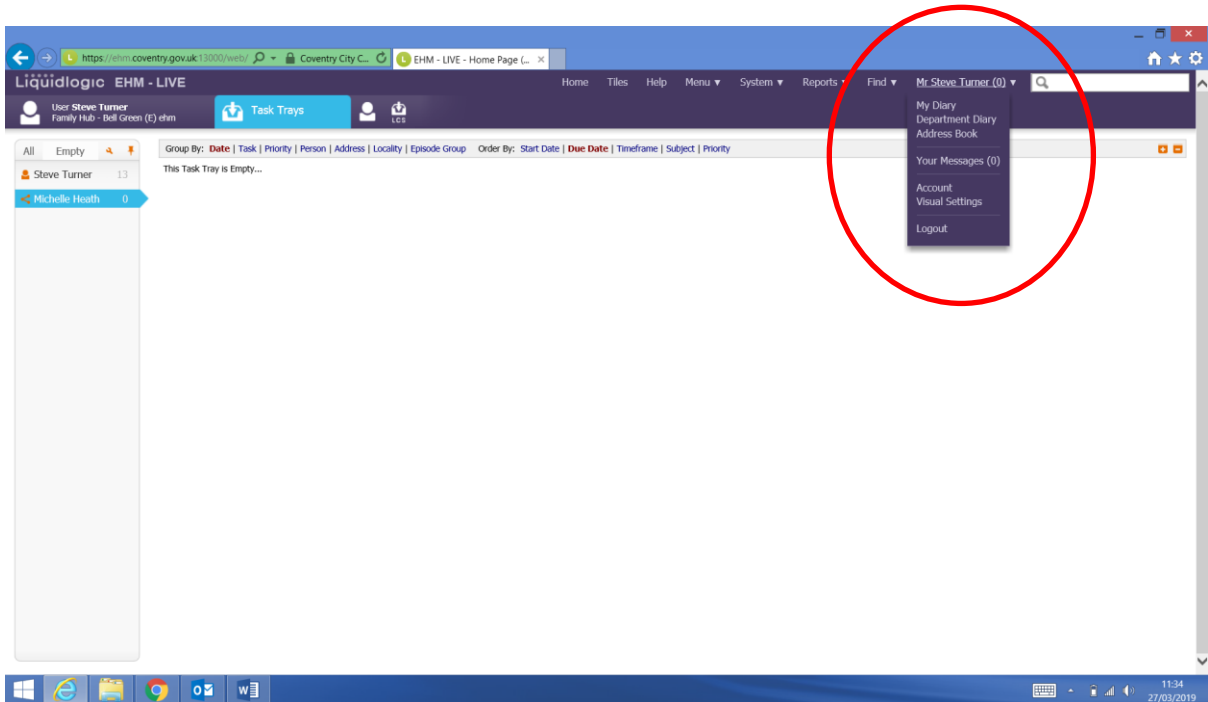 https://ehm.coventry.gov.uk:13000/web/ Coventry City C... EHM - LIVE - Home Page (...
Liquidlogic EHM - LIVE Home Tiles Help Menu System Reports Find Mr Steve Turner (0)
User Steve Turner
Family Hub - Bell Green (E) ehm
Task Trays
LCS
My Diary
Department Diary
Address Book
Your Messages (0)
Account
Visual Settings
Logout
All Empty
Group By: Date | Task | Priority | Person | Address | Locality | Episode Group Order By: Start Date | Due Date | Timeframe | Subject | Priority
Steve Turner 13
This Task Tray is Empty...
Michelle Heath 0
11:34
27/03/2019